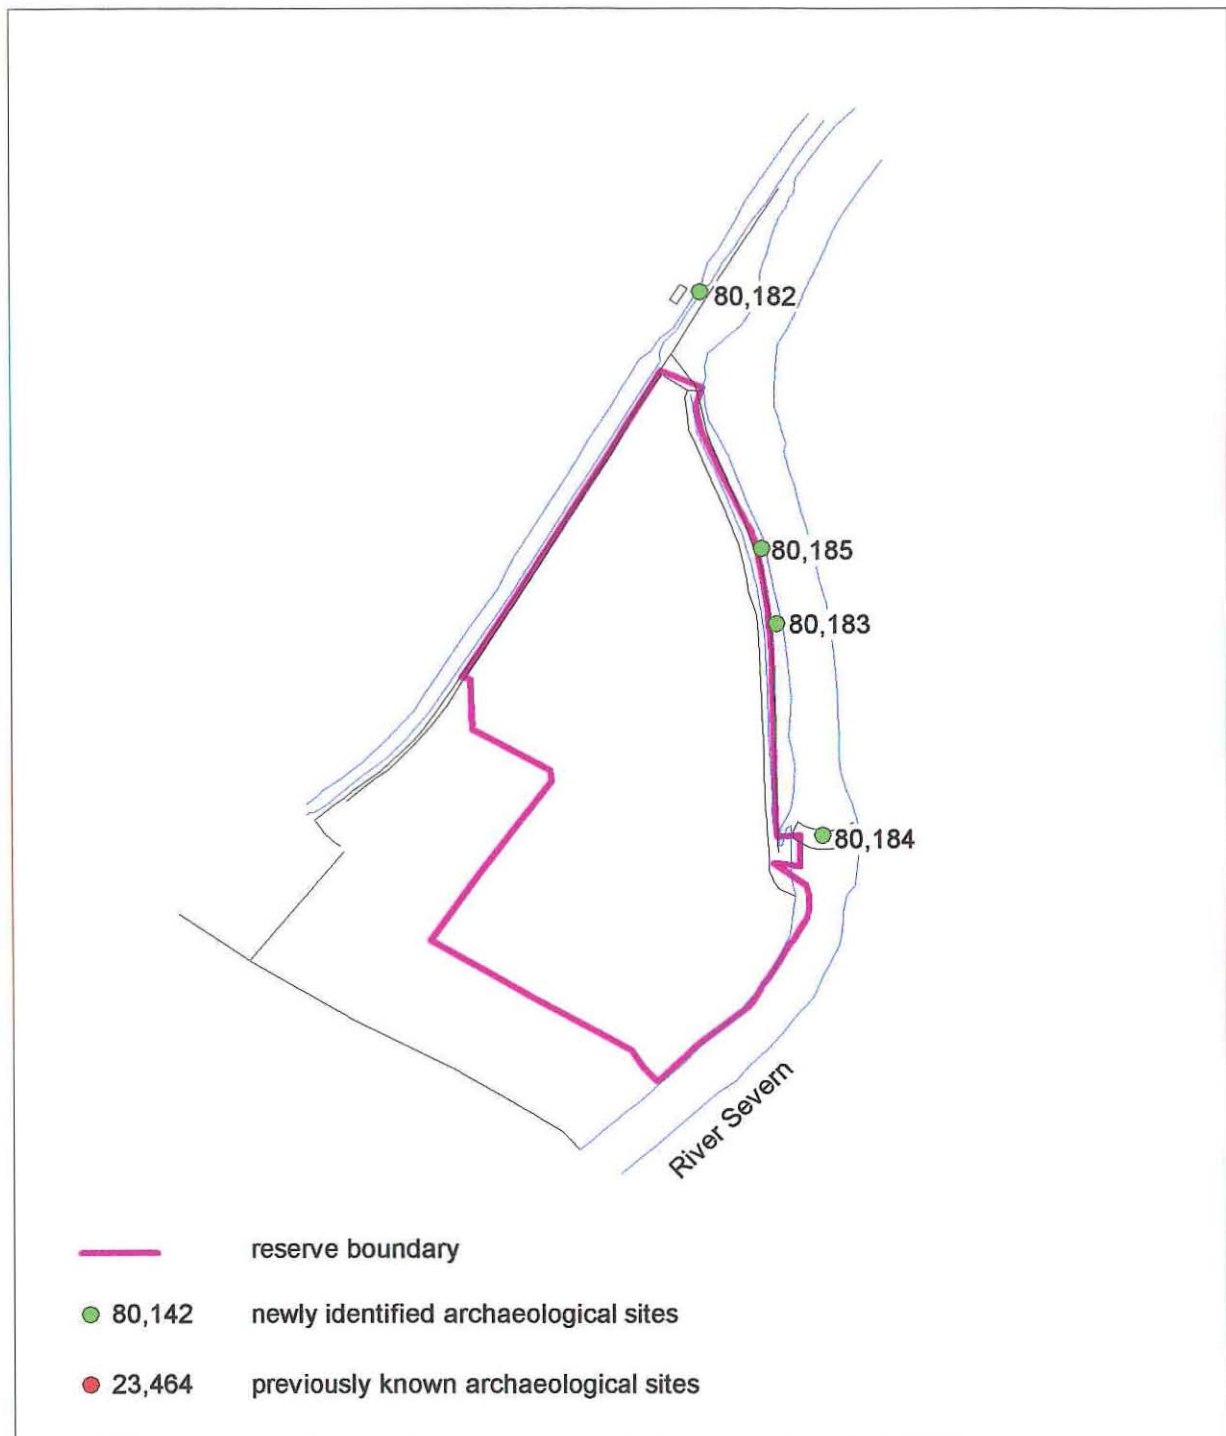 80,182
80,185
80,183
80,184
River Severn
reserve boundary
80,142 newly identified archaeological sites
23,464 previously known archaeological sites